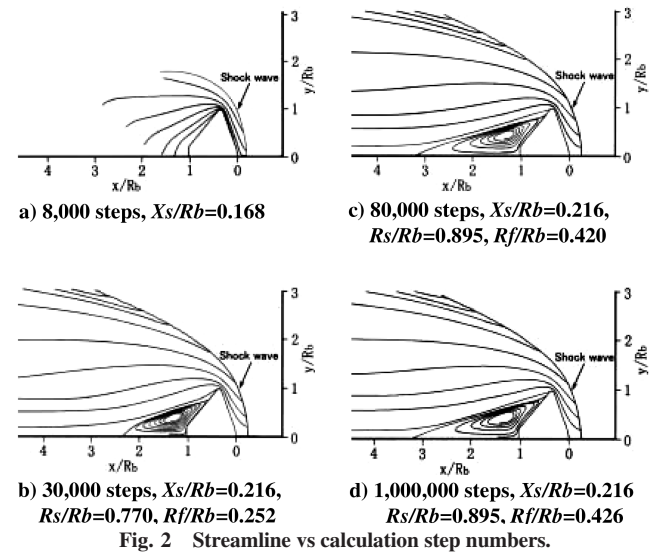 3
2
y/Rb
Shock wave
1
0
4 3 2 1 0
x/Rb
a) 8,000 steps, Xs/Rb=0.168
3
2
y/Rb
Shock wave
1
0
4 3 2 1 0
x/Rb
c) 80,000 steps, Xs/Rb=0.216,
Rs/Rb=0.895, Rf/Rb=0.420
3
2
y/Rb
Shock wave
1
0
4 3 2 1 0
x/Rb
b) 30,000 steps, Xs/Rb=0.216,
Rs/Rb=0.770, Rf/Rb=0.252
3
2
y/Rb
Shock wave
1
0
4 3 2 1 0
x/Rb
d) 1,000,000 steps, Xs/Rb=0.216
Rs/Rb=0.895, Rf/Rb=0.426
Fig. 2 Streamline vs calculation step numbers.